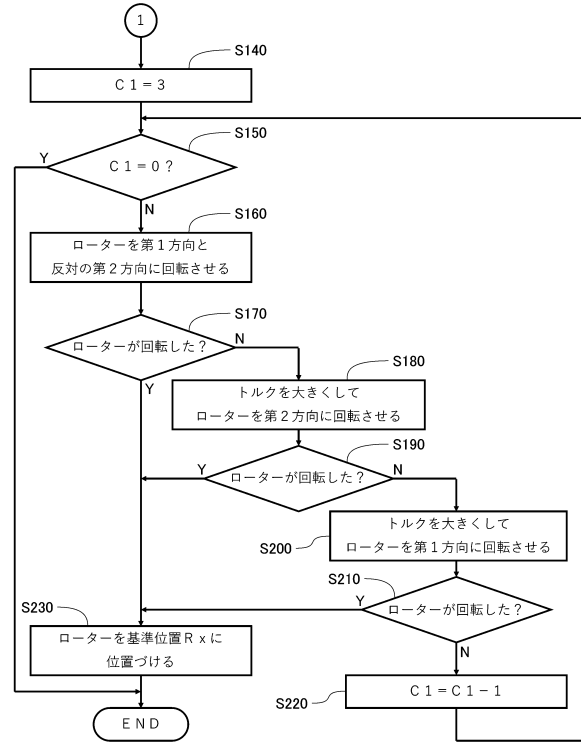 1
S140
C1=3
S150
Y
C1=0?
N
S160
ローターを第1方向と
反対の第2方向に回転させる
S170
ローターが回転した?
N
Y
S180
トルクを大きくして
ローターを第2方向に回転させる
S190
Y
ローターが回転した?
N
S200
トルクを大きくして
ローターを第1方向に回転させる
S210
Y
ローターが回転した?
N
S230
ローターを基準位置Rxに
位置づける
S220
C1=C1-1
END